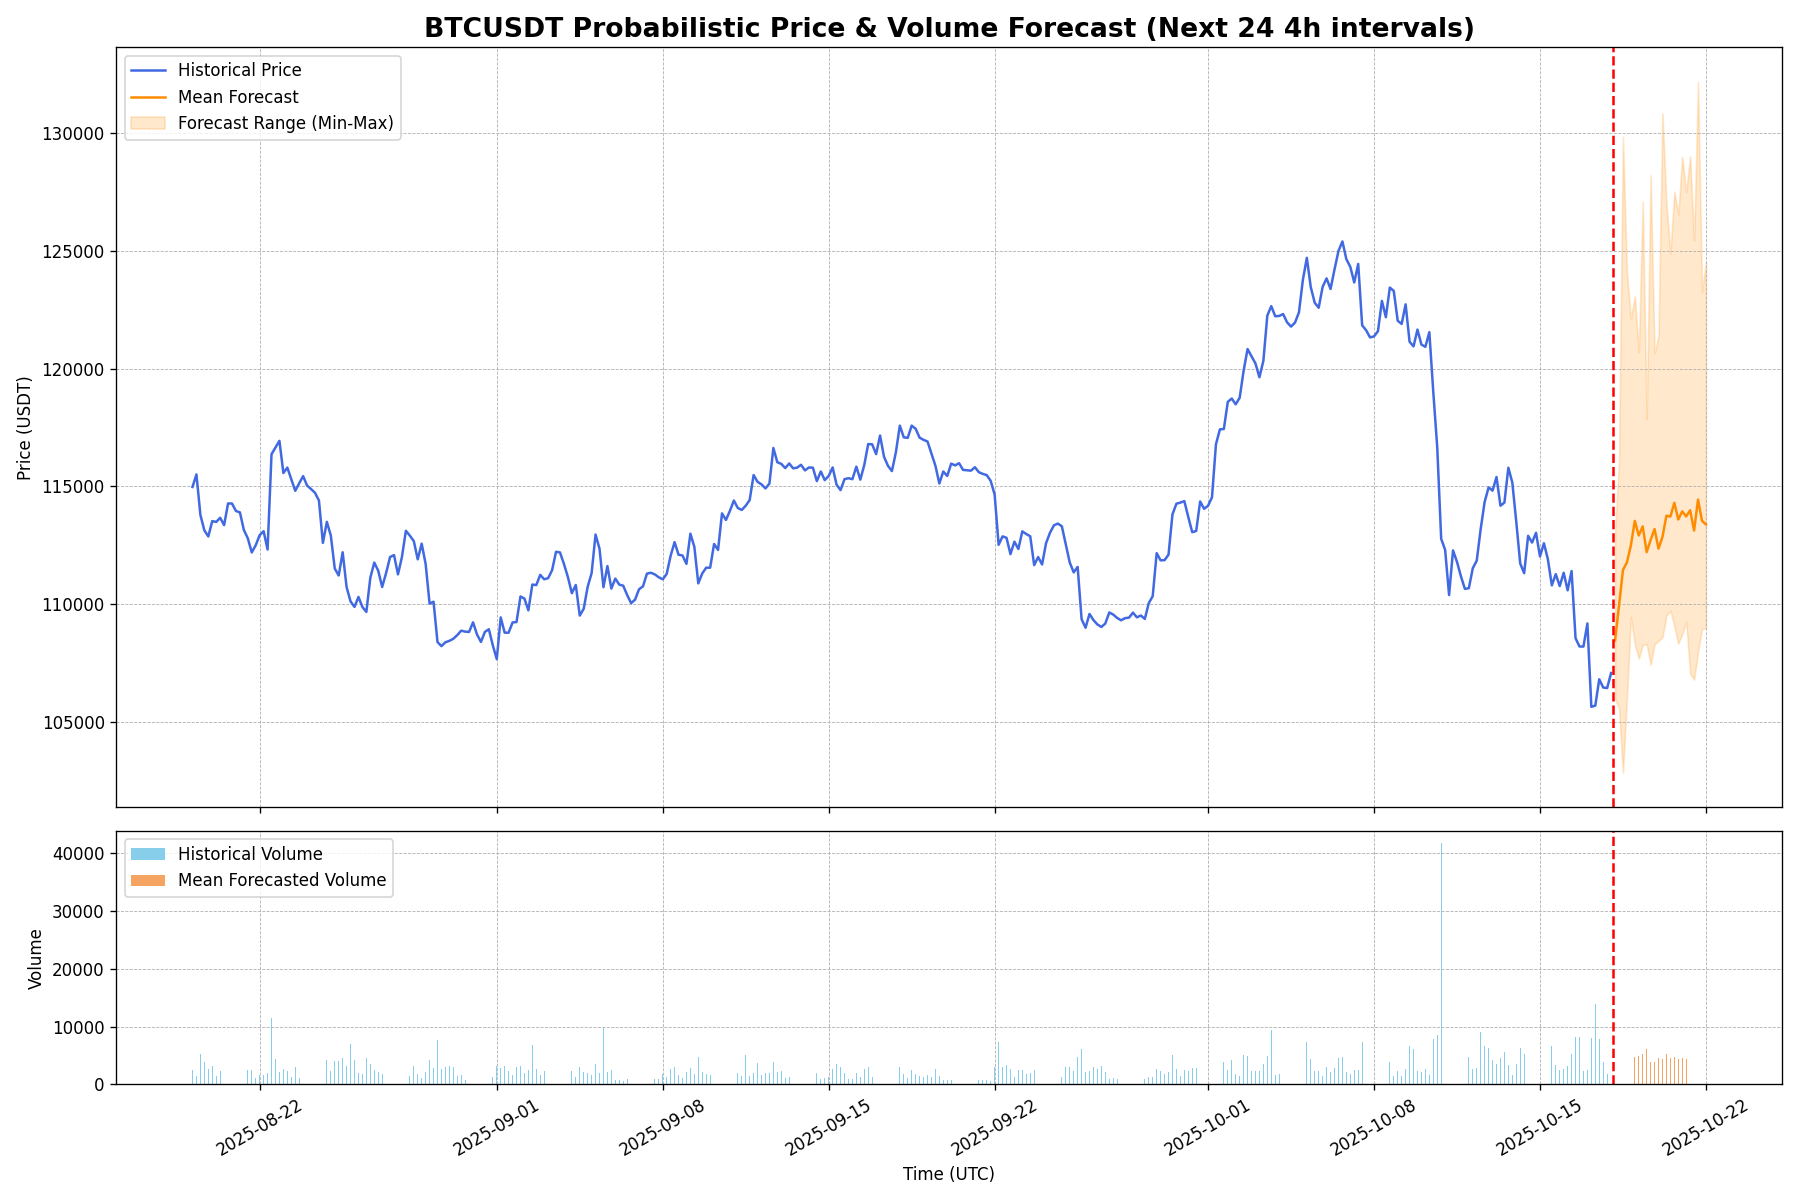 BTCUSDT Probabilistic Price & Volume Forecast (Next 24 4h intervals)
Historical Price
Mean Forecast
Forecast Range (Min-Max)
130000
125000
120000
115000
110000
105000
Price (USDT)
Historical Volume
Mean Forecasted Volume
40000
30000
20000
10000
0
Volume
2025-08-22
2025-09-01
2025-09-08
2025-09-15
2025-09-22
2025-10-01
2025-10-08
2025-10-15
2025-10-22
Time (UTC)